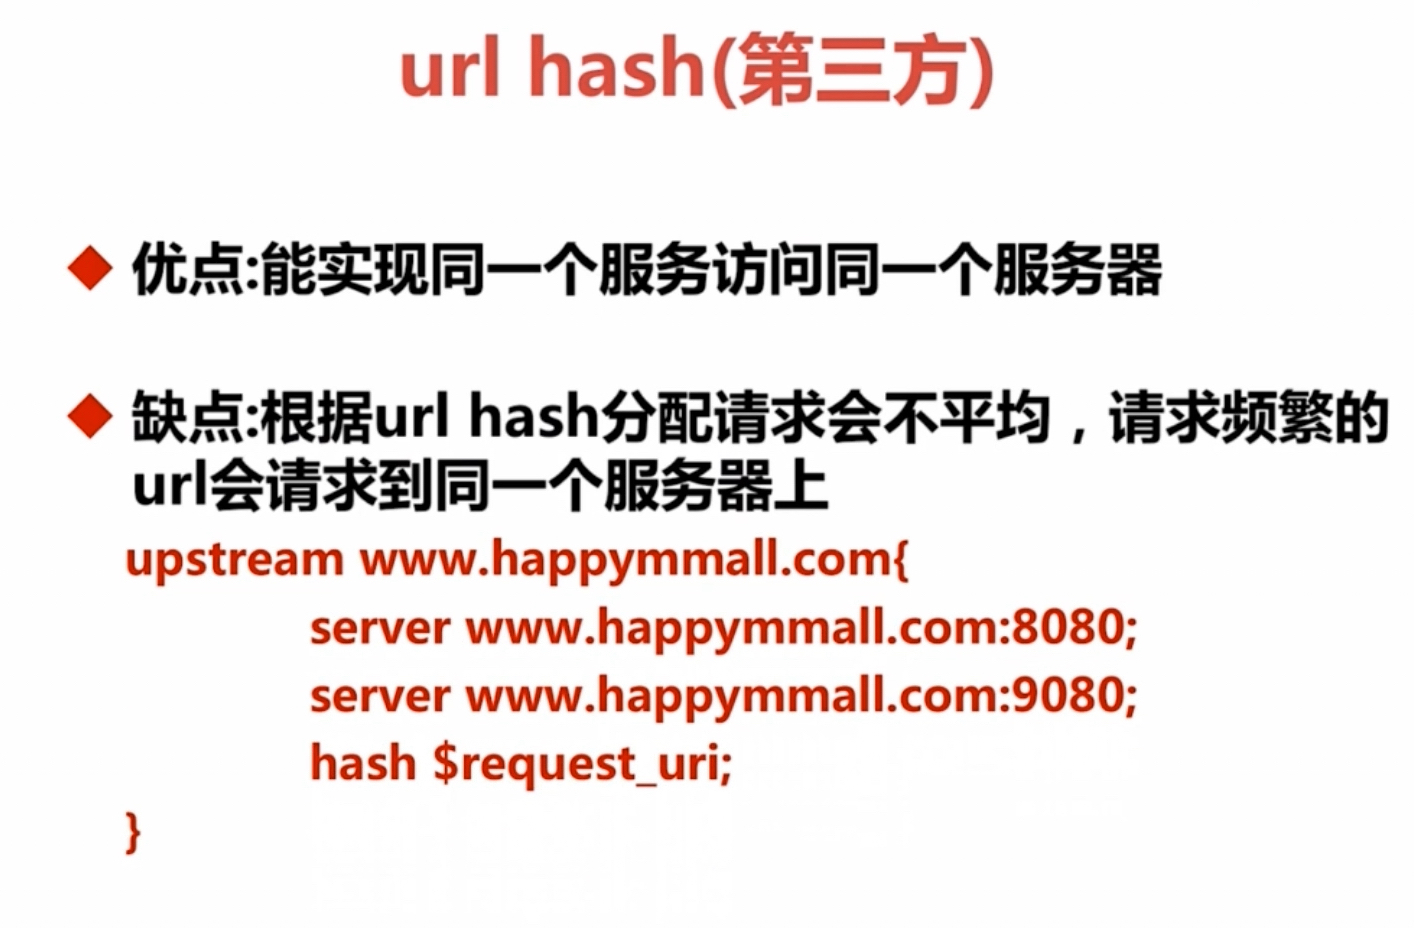 url hash(第三方)
优点:能实现同一个服务访问同一个服务器
缺点:根据url hash分配请求会不平均，请求频繁的
url会请求到同一个服务器上
upstream www.happymmall.com{
server www.happymmall.com:8080;
server www.happymmall.com:9080;
hash $request_uri;
}